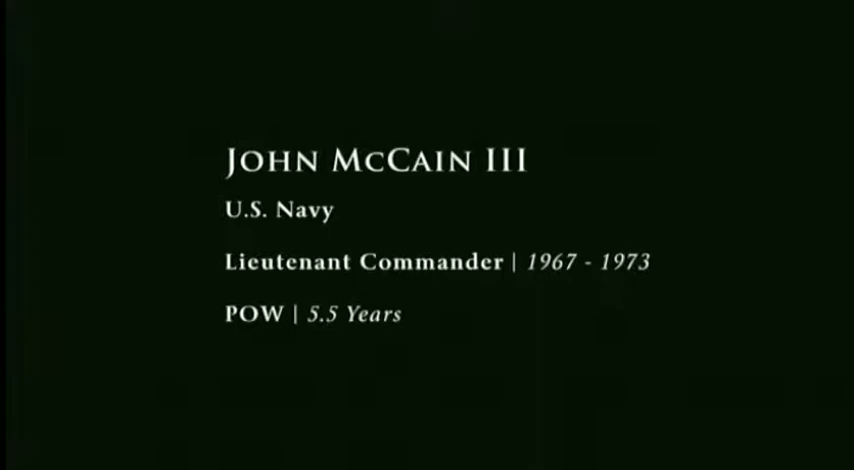 John McCain III
U.S. Navy
Lieutenant Commander | 1967 - 1973
POW | 5.5 Years